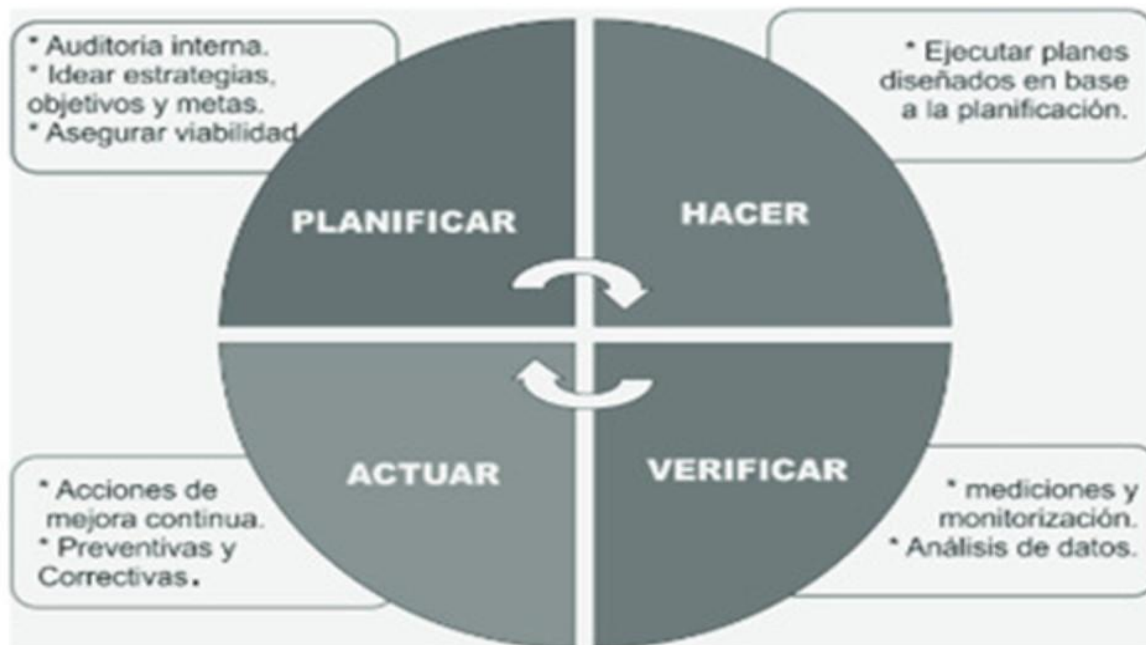 * Auditoria interna.
* Idear estrategias,
objetivos y metas.
* Asegurar viabilidad
* Ejecutar planes
diseñados en base
a la planificación.
PLANIFICAR
HACER
ACTUAR
VERIFICAR
* Acciones de
mejora continua.
* Preventivas y
Correctivas.
* mediciones y
monitorización.
* Análisis de datos.